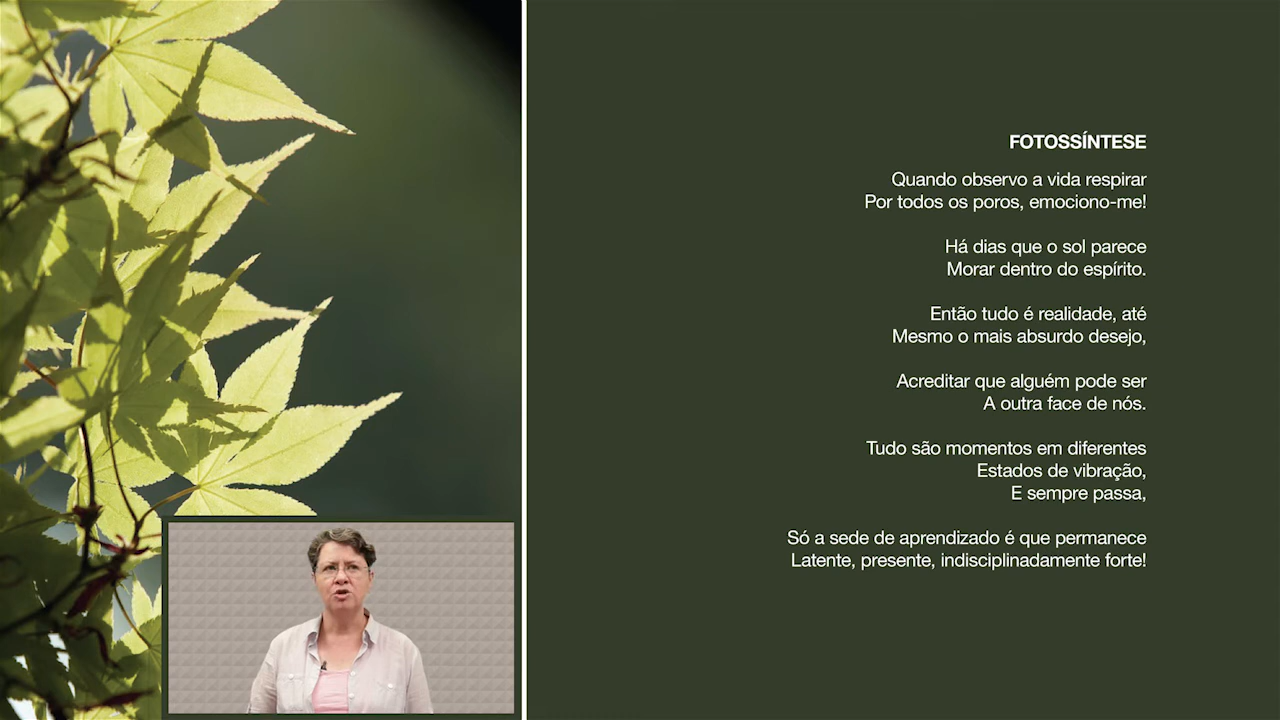 FOTOSSÍNTESE
Quando observo a vida respirar
Por todos os poros, emociono-me!
Há dias que o sol parece
Morar dentro do espírito.
Então tudo é realidade, até
Mesmo o mais absurdo desejo,
Acreditar que alguém pode ser
A outra face de nós.
Tudo são momentos em diferentes
Estados de vibração,
E sempre passa,
Só a sede de aprendizado é que permanece
Latente, presente, indisciplinadamente forte!